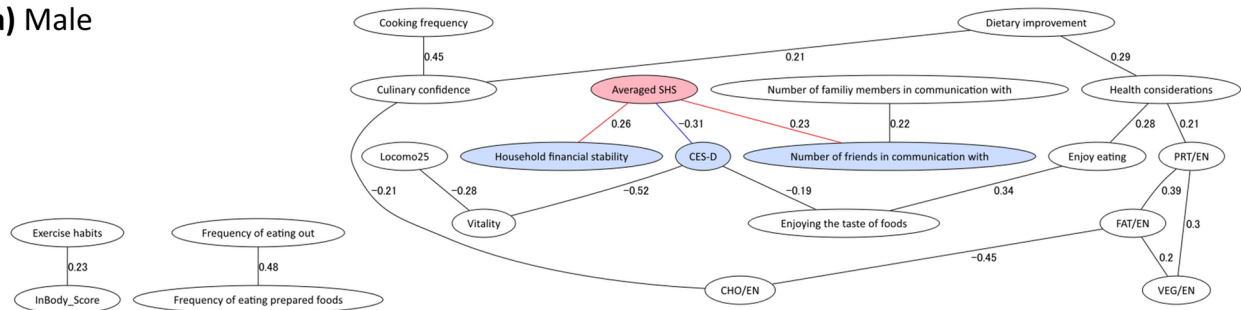 ) Male
Cooking frequency
Dietary improvement
0.45
0.21
0.29
Culinary confidence
Averaged SHS
Number of familiy members in communication with
Health considerations
0.26
−0.31
0.23
0.22
0.28
0.21
Locomo25
Household financial stability
CES-D
Number of friends in communication with
Enjoy eating
PRT/EN
−0.21
−0.28
−0.52
−0.19
0.34
0.39
Exercise habits
Frequency of eating out
Vitality
Enjoying the taste of foods
FAT/EN
0.3
0.23
0.48
−0.45
0.2
InBody_Score
Frequency of eating prepared foods
CHO/EN
VEG/EN